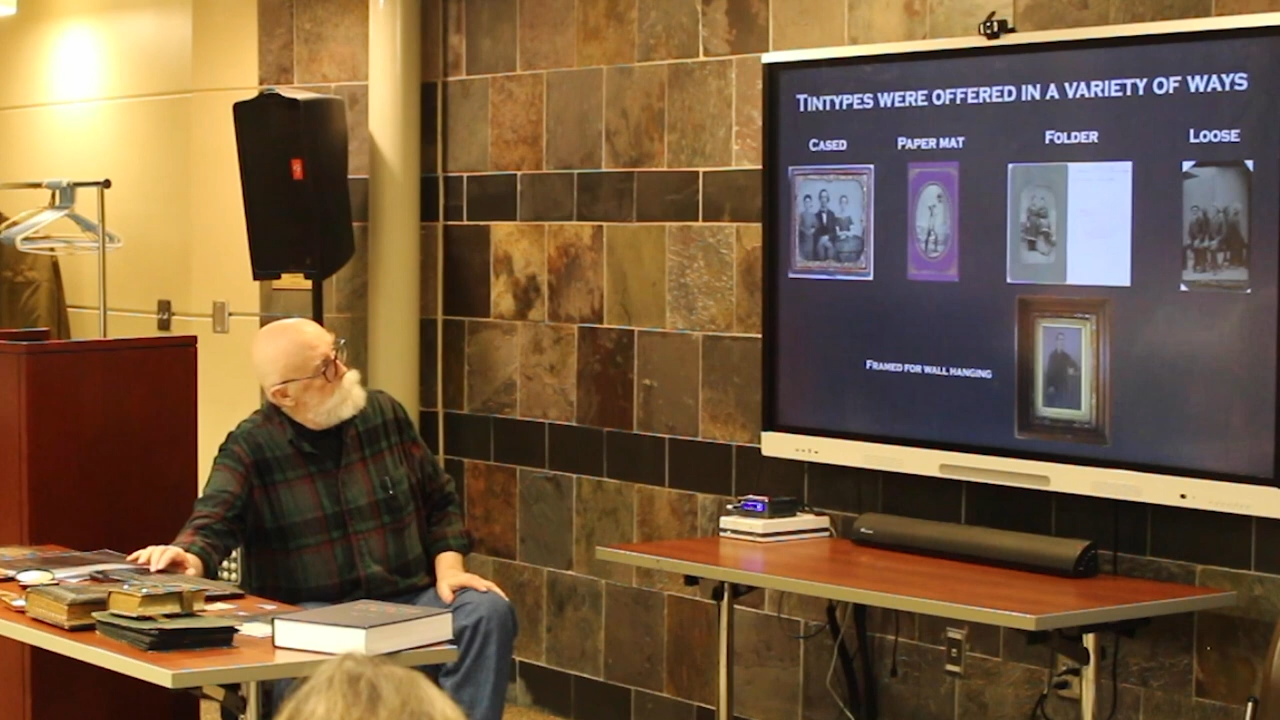 TINTYPES WERE OFFERED IN A VARIETY OF WAYS
CASED PAPER MAT FOLDER LOOSE
FRAMED FOR WALL HANGING